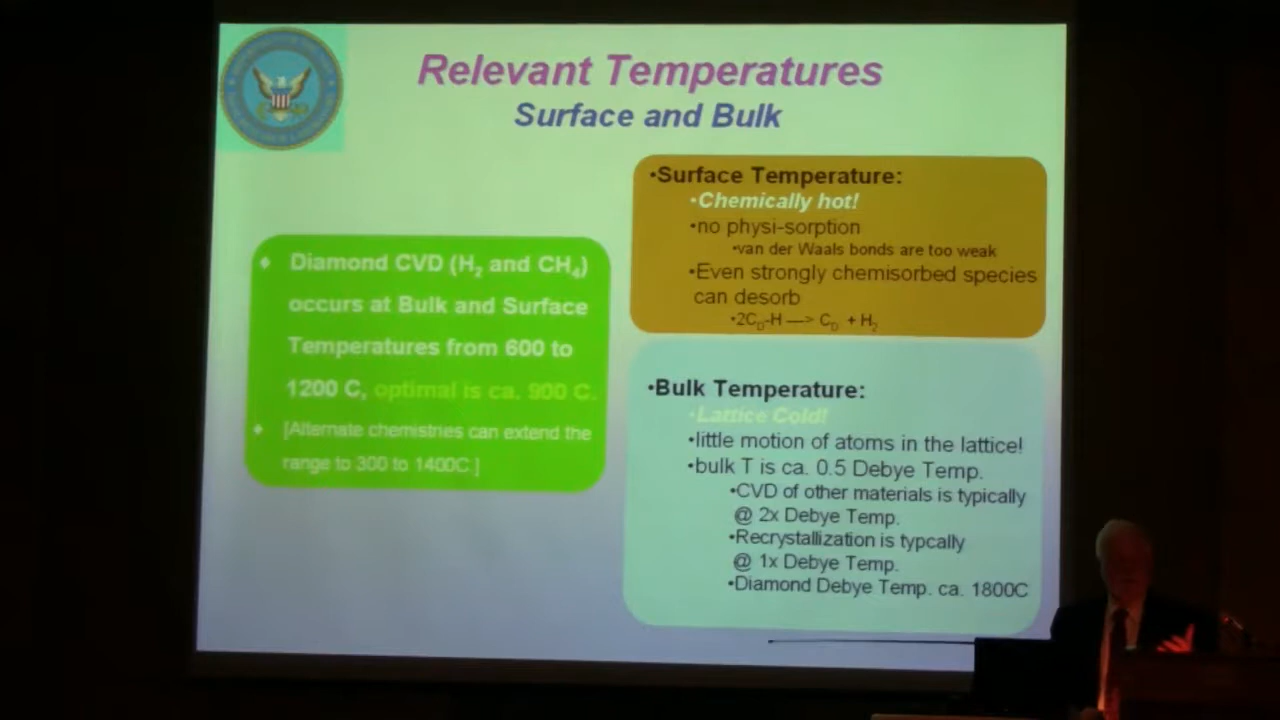 Relevant Temperatures
Surface and Bulk
♦ Diamond CVD (H₂ and CH₄)
occurs at Bulk and Surface
Temperatures from 600 to
1200 C, optimal is ca. 900 C.
♦ [Alternate chemistries can extend the
range to 300 to 1400C.]
•Surface Temperature:
•Chemically hot!
•no physi-sorption
•van der Waals bonds are too weak
•Even strongly chemisorbed species
can desorb
•2C_D-H —> C_D + H₂
•Bulk Temperature:
•Lattice Cold!
•little motion of atoms in the lattice!
•bulk T is ca. 0.5 Debye Temp.
•CVD of other materials is typically
@ 2x Debye Temp.
•Recrystallization is typcally
@ 1x Debye Temp.
•Diamond Debye Temp. ca. 1800C